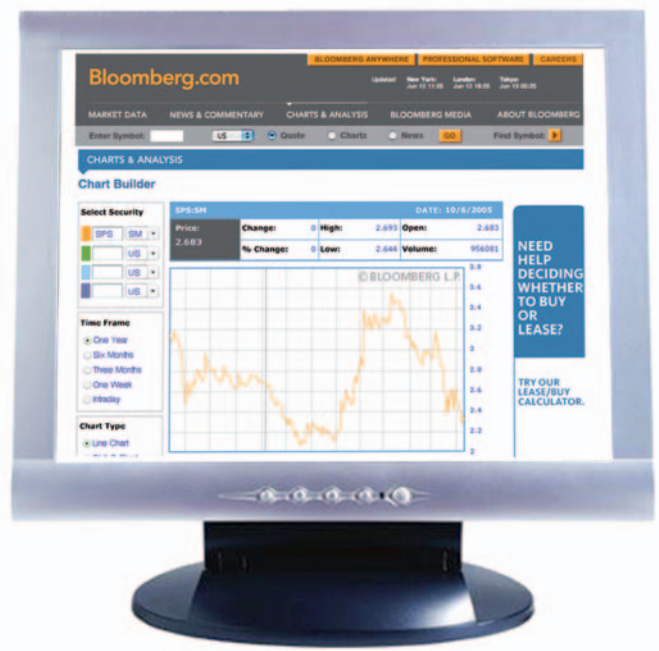 BLOOMBERG ANYWHERE PROFESSIONAL SOFTWARE CAREERS
Bloomberg.com
Updated: New York: London: Tokyo:
MARKET DATA NEWS & COMMENTARY CHARTS & ANALYSIS BLOOMBERG MEDIA ABOUT BLOOMBERG
Enter Symbol: US Quote Charts News GO Find Symbol:
CHARTS & ANALYSIS
Chart Builder
Select Security
SPS SM
US
US
US
Time Frame
One Year
Six Months
Three Months
One Week
Intraday
Chart Type
Line Chart
SPS:SM DATE: 10/6/2005
Price: Change: 0 High: 2.693 Open: 2.683
2.683
% Change: 0 Low: 2.644 Volume: 956081
© BLOOMBERG L.P.
3.4
3.2
3
2.8
2.6
2.4
2.2
2
NEED
HELP
DECIDING
WHETHER
TO BUY
OR
LEASE?
TRY OUR
LEASE/BUY
CALCULATOR.